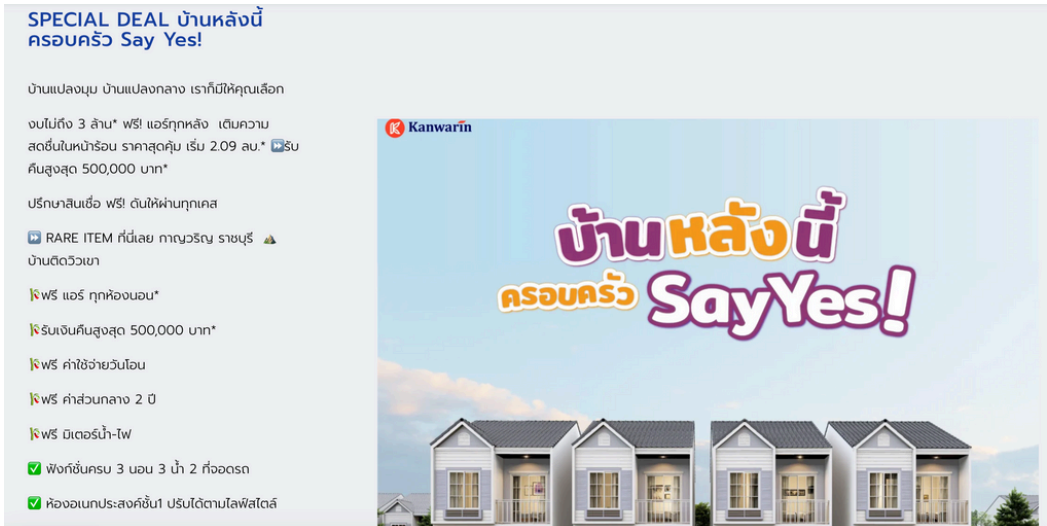 SPECIAL DEAL บ้านหลังนี้
ครอบครัว Say Yes!
บ้านแปลงมุม บ้านแปลงกลาง เราก็มีให้คุณเลือก
งบไม่ถึง 3 ล้าน* ฟรี! แอร์ทุกหลัง เติมความ
สดชื่นในหน้าร้อน ราคาสุดคุ้ม เริ่ม 2.09 ลบ.* ⏩รับ
คืนสูงสุด 500,000 บาท*
ปรึกษาสินเชื่อ ฟรี! ดันให้ผ่านทุกเคส
⏩ RARE ITEM ที่นี่เลย กาญวริญ ราชบุรี
บ้านติดวิวเขา
ฟรี แอร์ ทุกห้องนอน*
รับเงินคืนสูงสุด 500,000 บาท*
ฟรี ค่าใช้จ่ายวันโอน
ฟรี ค่าส่วนกลาง 2 ปี
ฟรี มิเตอร์น้ำ-ไฟ
✅ ฟังก์ชั่นครบ 3 นอน 3 น้ำ 2 ที่จอดรถ
✅ ห้องอเนกประสงค์ชั้น1 ปรับได้ตามไลฟ์สไตล์
Kanwarin
บ้านหลังนี้
ครอบครัว SayYes!